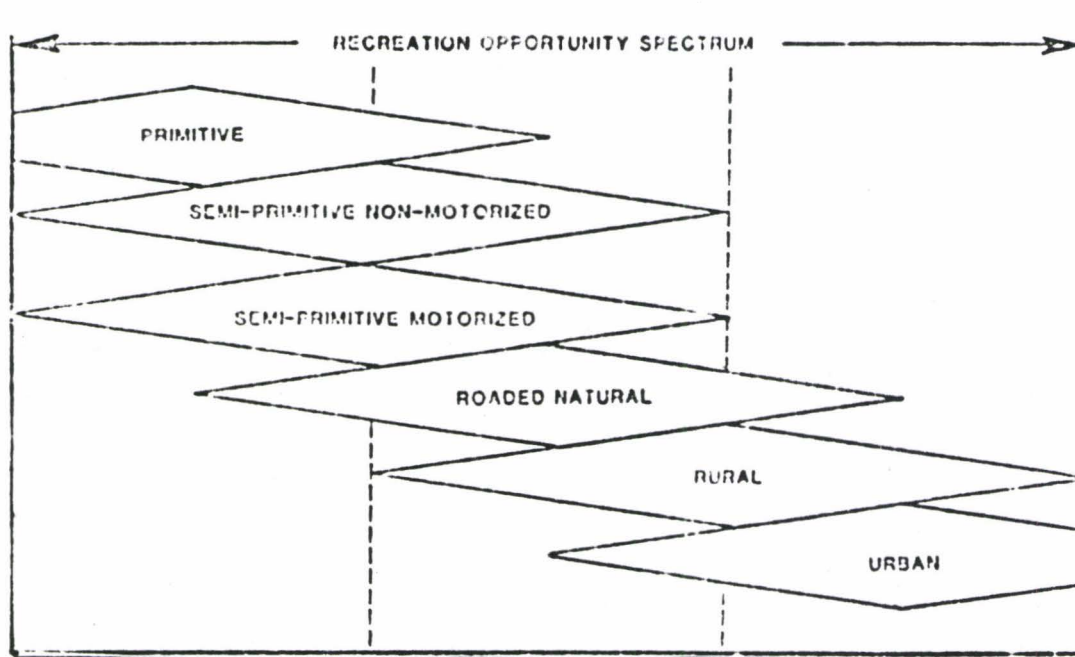 RECREATION OPPORTUNITY SPECTRUM
PRIMITIVE
SEMI-PRIMITIVE NON-MOTORIZED
SEMI-PRIMITIVE MOTORIZED
ROADED NATURAL
RURAL
URBAN